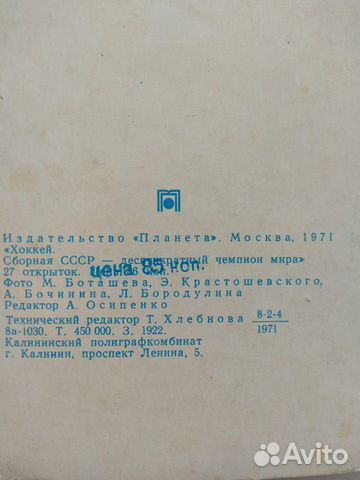 Издательство «Планета». Москва, 1971
«Хоккей.
Сборная СССР — десятикратный чемпион мира»
27 открыток. коп.
цена 85 коп.
Фото М. Боташева, Э. Крастошевского,
А. Бочинина, Л. Бородулина
Редактор А. Осипенко
Технический редактор Т. Хлебнова
8а-1030. Т. 450 000. З. 1922.
8-2-4
1971
Калининский полиграфкомбинат
г. Калинин, проспект Ленина, 5.
Avito